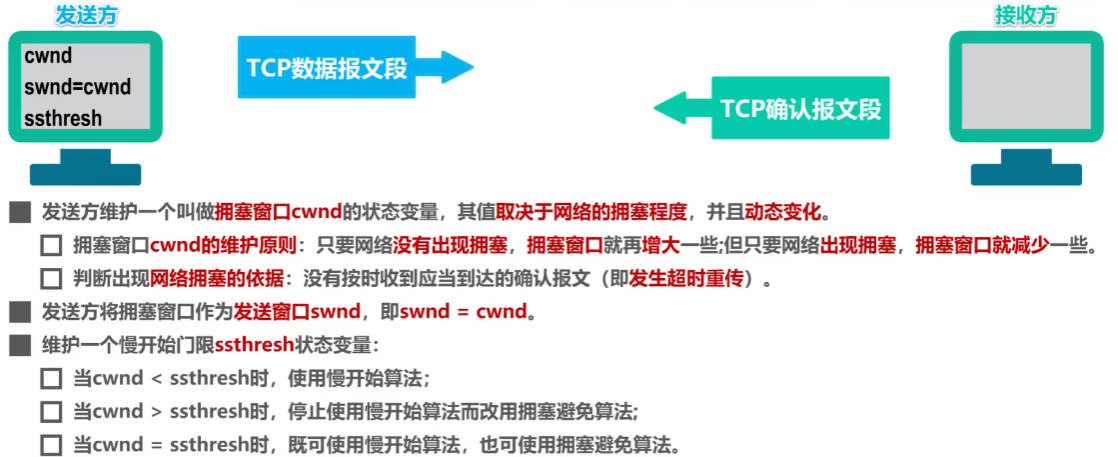 发送方
接收方
cwnd
swnd=cwnd
ssthresh
TCP数据报文段
TCP确认报文段
发送方维护一个叫做拥塞窗口cwnd的状态变量，其值取决于网络的拥塞程度，并且动态变化。
拥塞窗口cwnd的维护原则：只要网络没有出现拥塞，拥塞窗口就再增大一些;但只要网络出现拥塞，拥塞窗口就减少一些。
判断出现网络拥塞的依据：没有按时收到应当到达的确认报文（即发生超时重传）。
发送方将拥塞窗口作为发送窗口swnd，即swnd = cwnd。
维护一个慢开始门限ssthresh状态变量：
当cwnd < ssthresh时，使用慢开始算法；
当cwnd > ssthresh时，停止使用慢开始算法而改用拥塞避免算法;
当cwnd = ssthresh时，既可使用慢开始算法，也可使用拥塞避免算法。